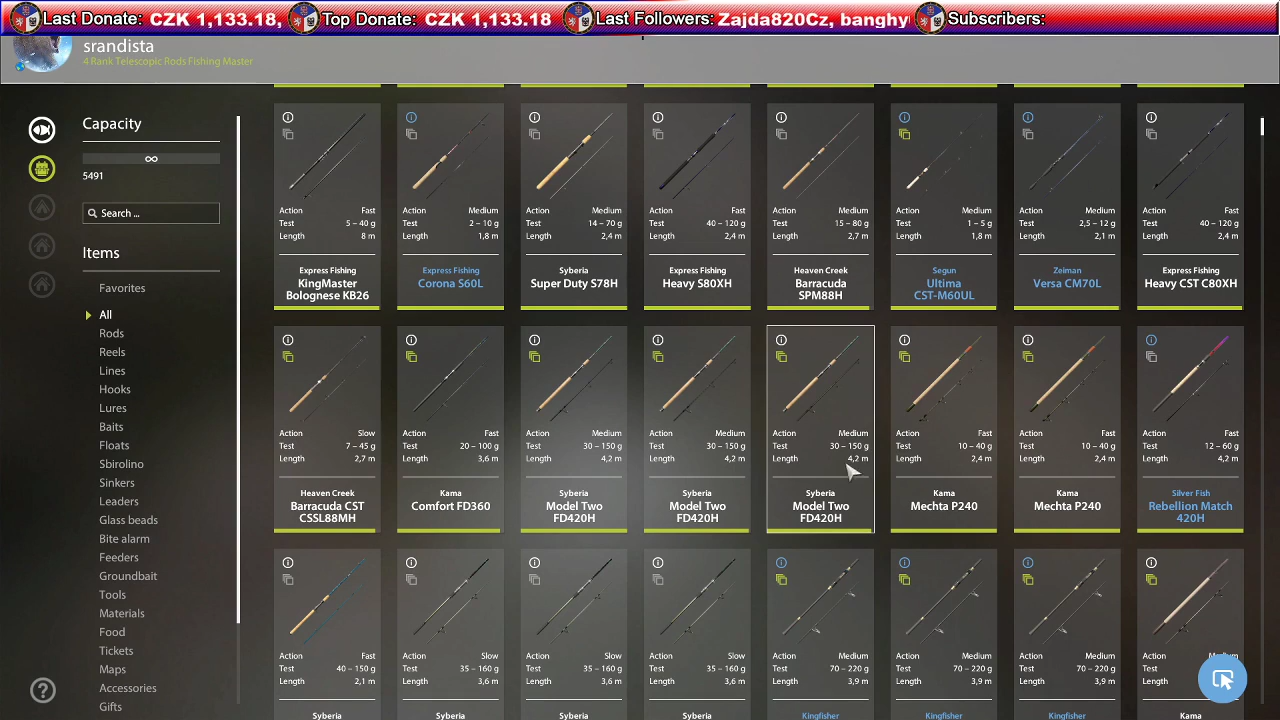 Last Donate: CZK 1,133.18, Top Donate: CZK 1,133.18 Last Followers: Zajda820Cz, banghy Subscribers:
srandista
4 Rank Telescopic Rods Fishing Master
Capacity
∞
5491
Search ...
Items
Favorites
All
Rods
Reels
Lines
Hooks
Lures
Baits
Floats
Sbirolino
Sinkers
Leaders
Glass beads
Bite alarm
Feeders
Groundbait
Tools
Materials
Food
Tickets
Maps
Accessories
Gifts
Action Fast
Test 5 – 40 g
Length 8 m
Express Fishing
KingMaster
Bolognese KB26
Action Medium
Test 2 – 10 g
Length 1,8 m
Express Fishing
Corona S60L
Action Medium
Test 14 – 70 g
Length 2,4 m
Syberia
Super Duty S78H
Action Fast
Test 40 – 120 g
Length 2,4 m
Express Fishing
Heavy S80XH
Action Medium
Test 15 – 80 g
Length 2,7 m
Heaven Creek
Barracuda
SPM88H
Action Medium
Test 1 – 5 g
Length 1,8 m
Segun
Ultima
CST-M60UL
Action Medium
Test 2,5 – 12 g
Length 2,1 m
Zeiman
Versa CM70L
Action Fast
Test 40 – 120 g
Length 2,4 m
Express Fishing
Heavy CST C80XH
Action Slow
Test 7 – 45 g
Length 2,7 m
Heaven Creek
Barracuda CST
CSSL88MH
Action Fast
Test 20 – 100 g
Length 3,6 m
Kama
Comfort FD360
Action Medium
Test 30 – 150 g
Length 4,2 m
Syberia
Model Two
FD420H
Action Medium
Test 30 – 150 g
Length 4,2 m
Syberia
Model Two
FD420H
Action Medium
Test 30 – 150 g
Length 4,2 m
Syberia
Model Two
FD420H
Action Fast
Test 10 – 40 g
Length 2,4 m
Kama
Mechta P240
Action Fast
Test 10 – 40 g
Length 2,4 m
Kama
Mechta P240
Action Fast
Test 12 – 60 g
Length 4,2 m
Silver Fish
Rebellion Match
420H
Action Fast
Test 40 – 150 g
Length 2,1 m
Syberia
Action Slow
Test 35 – 160 g
Length 3,6 m
Syberia
Action Slow
Test 35 – 160 g
Length 3,6 m
Syberia
Action Slow
Test 35 – 160 g
Length 3,6 m
Syberia
Action Medium
Test 70 – 220 g
Length 3,9 m
Kingfisher
Action Medium
Test 70 – 220 g
Length 3,9 m
Kingfisher
Action Medium
Test 70 – 220 g
Length 3,9 m
Kingfisher
Action
Test
Length
Kama